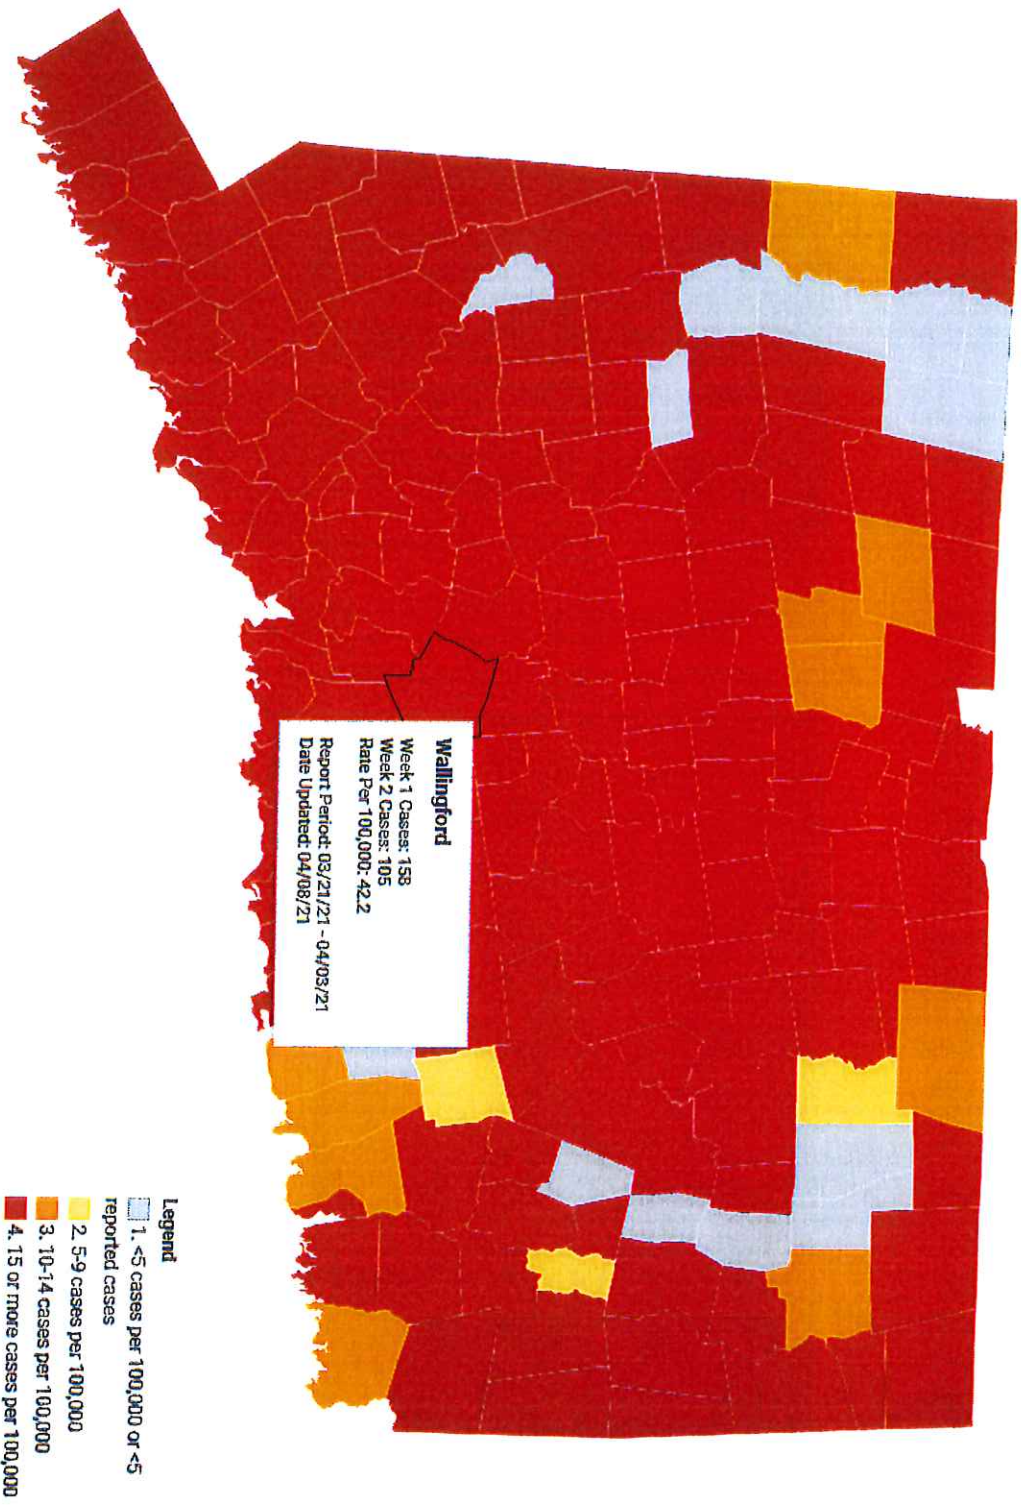 Wallingford
Week 1 Cases: 158
Week 2 Cases: 105
Rate Per 100,000: 42.2
Report Period: 03/21/21 - 04/03/21
Date Updated: 04/08/21
Legend
1. <5 cases per 100,000 or <5
reported cases
2. 5-9 cases per 100,000
3. 10-14 cases per 100,000
4. 15 or more cases per 100,000